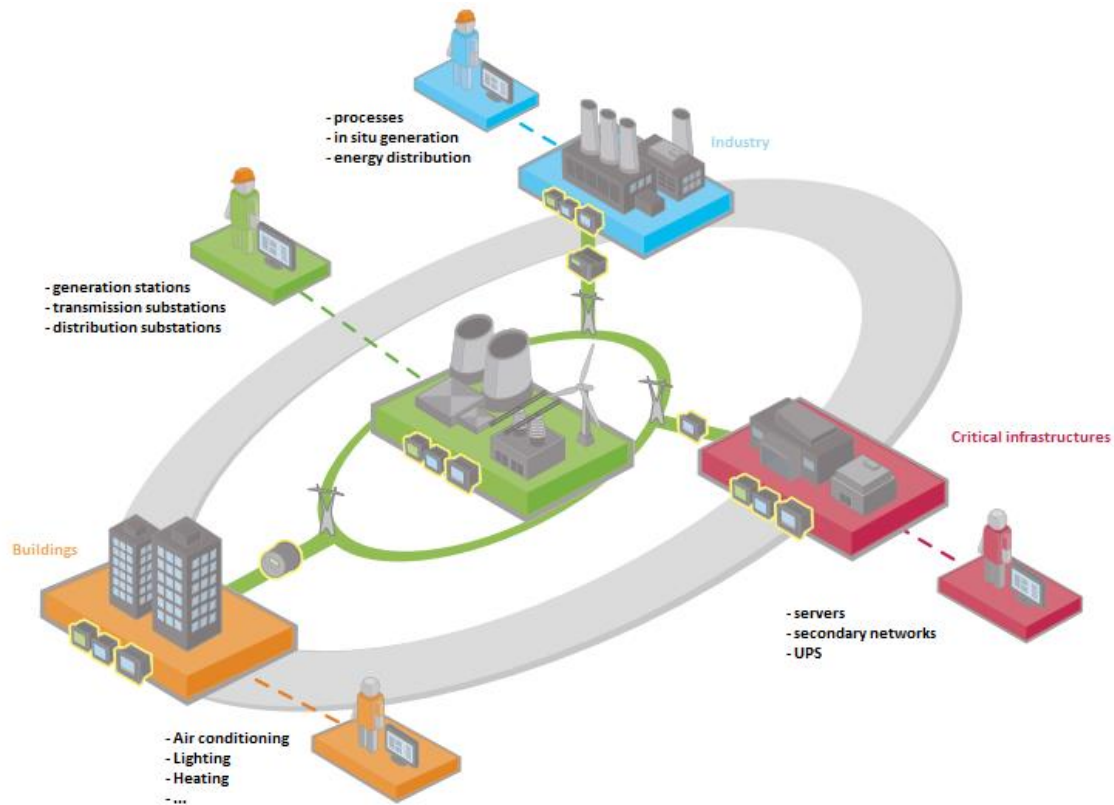 - processes
- in situ generation
- energy distribution
Industry
- generation stations
- transmission substations
- distribution substations
Critical infrastructures
Buildings
- servers
- secondary networks
- UPS
- Air conditioning
- Lighting
- Heating
- ...